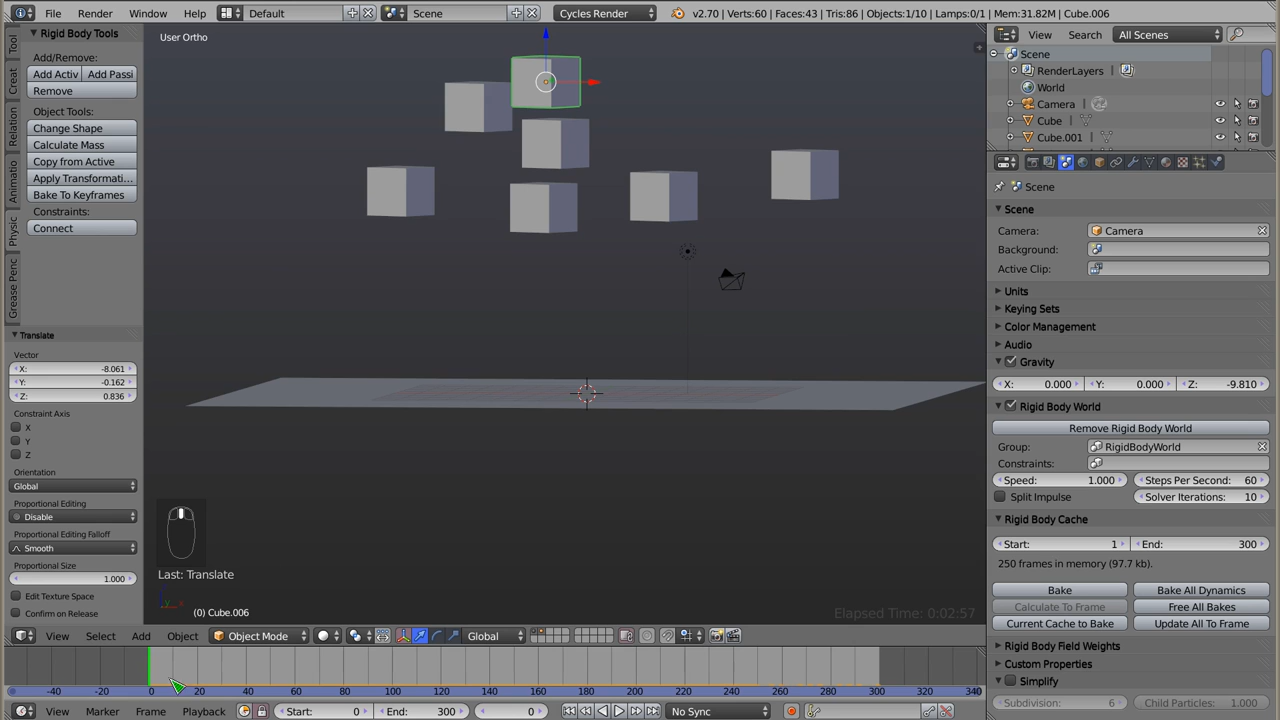 File Render Window Help Default Scene Cycles Render v2.70 | Verts:60 | Faces:43 | Tris:86 | Objects:1/10 | Lamps:0/1 | Mem:31.82M | Cube.006
Tool
Creat
Relation
Animatio
Physic
Grease Penc
Rigid Body Tools
Add/Remove:
Add Activ Add Passi
Remove
Object Tools:
Change Shape
Calculate Mass
Copy from Active
Apply Transformati...
Bake To Keyframes
Constraints:
Connect
Translate
Vector
X: -8.061
Y: -0.162
Z: 0.836
Constraint Axis
X
Y
Z
Orientation
Global
Proportional Editing
Disable
Proportional Editing Falloff
Smooth
Proportional Size
1.000
Edit Texture Space
Confirm on Release
User Ortho
Last: Translate
(0) Cube.006
Elapsed Time: 0:02:57
View Select Add Object Object Mode Global
-40 -20 0 20 40 60 80 100 120 140 160 180 200 220 240 260 280 300 320 340
View Marker Frame Playback Start: 0 End: 300 0 No Sync
View Search All Scenes
Scene
RenderLayers
World
Camera
Cube
Cube.001
Scene
Scene
Camera: Camera
Background:
Active Clip:
Units
Keying Sets
Color Management
Audio
Gravity
X: 0.000 Y: 0.000 Z: -9.810
Rigid Body World
Remove Rigid Body World
Group: RigidBodyWorld
Constraints:
Speed: 1.000 Steps Per Second: 60
Split Impulse Solver Iterations: 10
Rigid Body Cache
Start: 1 End: 300
250 frames in memory (97.7 kb).
Bake Bake All Dynamics
Calculate To Frame Free All Bakes
Current Cache to Bake Update All To Frame
Rigid Body Field Weights
Custom Properties
Simplify
Subdivision: 6 Child Particles: 1.000